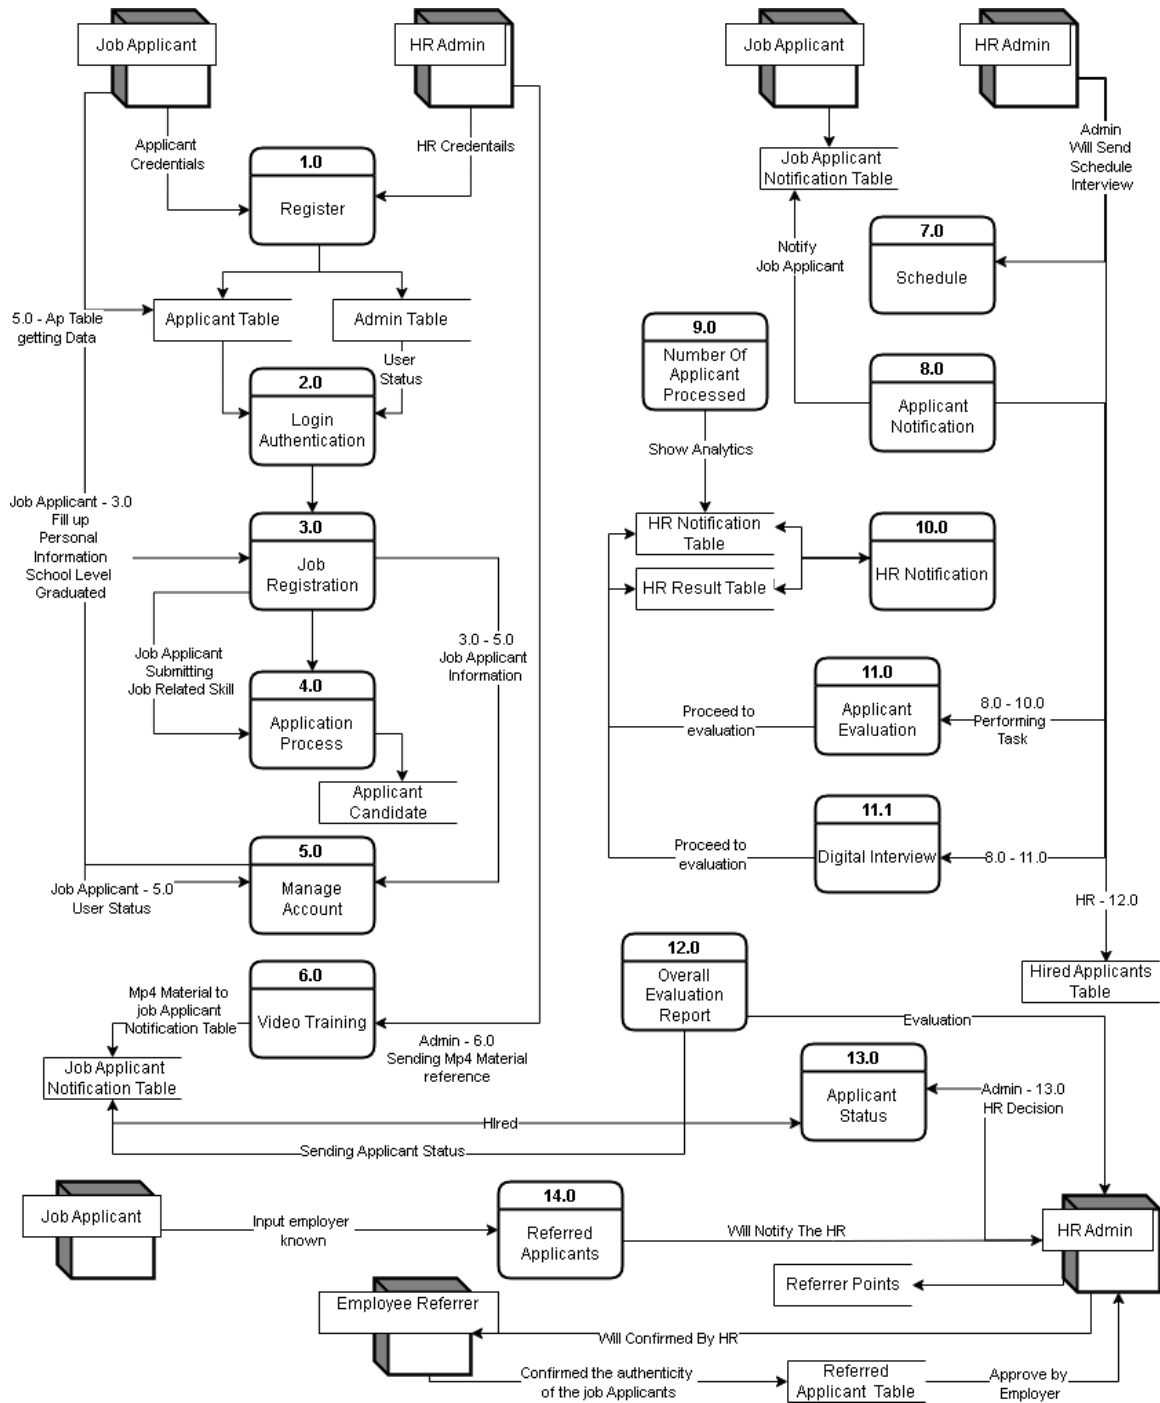 Job Applicant
HR Admin
Job Applicant
HR Admin
Applicant
Credentials
HR Credentails
1.0
Register
Applicant Table
Admin Table
5.0 - Ap Table
getting Data
User
Status
2.0
Login
Authentication
Job Applicant - 3.0
Fill up
Personal
Information
School Level
Graduated
3.0
Job
Registration
Job Applicant
Submitting
Job Related Skill
3.0 - 5.0
Job Applicant
Information
4.0
Application
Process
Applicant
Candidate
5.0
Manage
Account
Job Applicant - 5.0
User Status
6.0
Video Training
Mp4 Material to
job Applicant
Notification Table
Admin - 6.0
Sending Mp4 Material
reference
Job Applicant
Notification Table
Job Applicant
Notification Table
Admin
Will Send
Schedule
Interview
7.0
Schedule
Notify
Job Applicant
8.0
Applicant
Notification
9.0
Number Of
Applicant
Processed
Show Analytics
HR Notification
Table
HR Result Table
10.0
HR Notification
11.0
Applicant
Evaluation
Proceed to
evaluation
8.0 - 10.0
Performing
Task
11.1
Digital Interview
Proceed to
evaluation
8.0 - 11.0
HR - 12.0
Hired Applicants
Table
12.0
Overall
Evaluation
Report
Evaluation
13.0
Applicant
Status
Admin - 13.0
HR Decision
HIred
Sending Applicant Status
Job Applicant
Input employer
known
14.0
Referred
Applicants
Will Notify The HR
HR Admin
Referrer Points
Employee Referrer
Will Confirmed By HR
Confirmed the authenticity
of the job Applicants
Referred
Applicant Table
Approve by
Employer